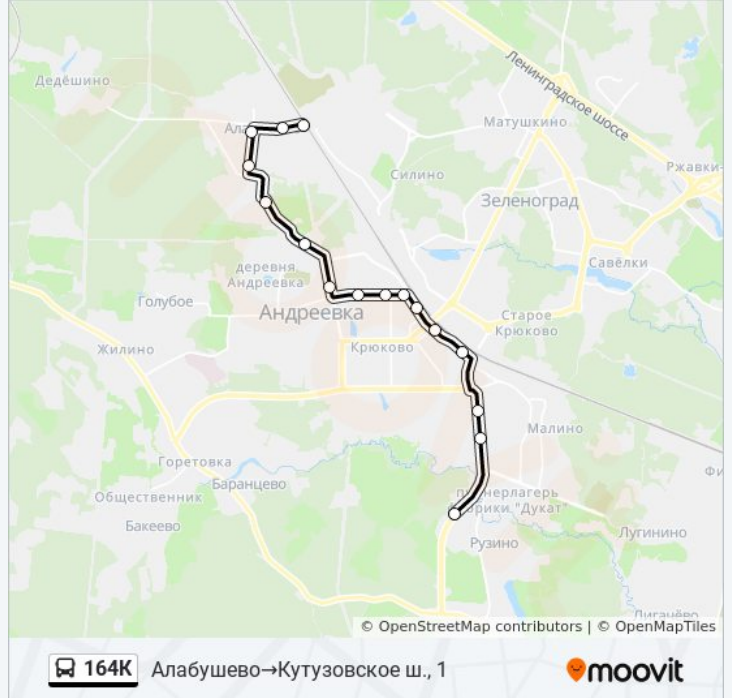 Ленинградское шоссе
Дедёшино
Матушкино
Ржавки-
Силино
Зеленоград
деревня
Андреевка
Савёлки
Голубое
Андреевка
Старое
Крюково
Жилино
Крюково
Малино
Горетовка
Баранцево
Общественник
"Дукат"
Бакеево
Рузино
Лугинино
© OpenStreetMap contributors | © OpenMapTiles
164К Алабушево→Кутузовское ш., 1
moovit